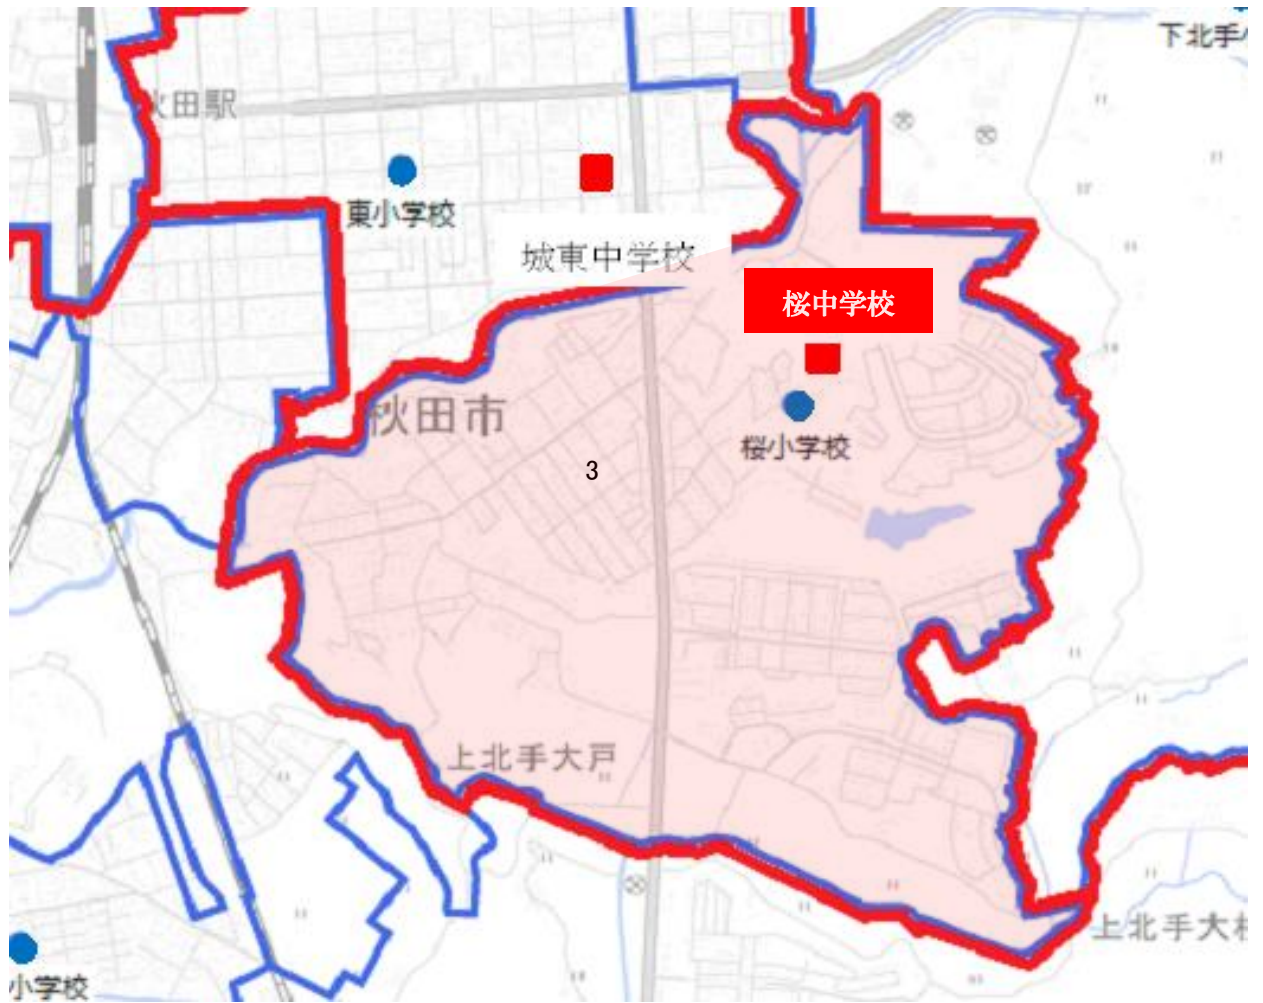 下北手
火田駅
東小学校
城東中学校
桜中学校
秋田市
桜小学校
3
上北手大戸
上北手大
小学校